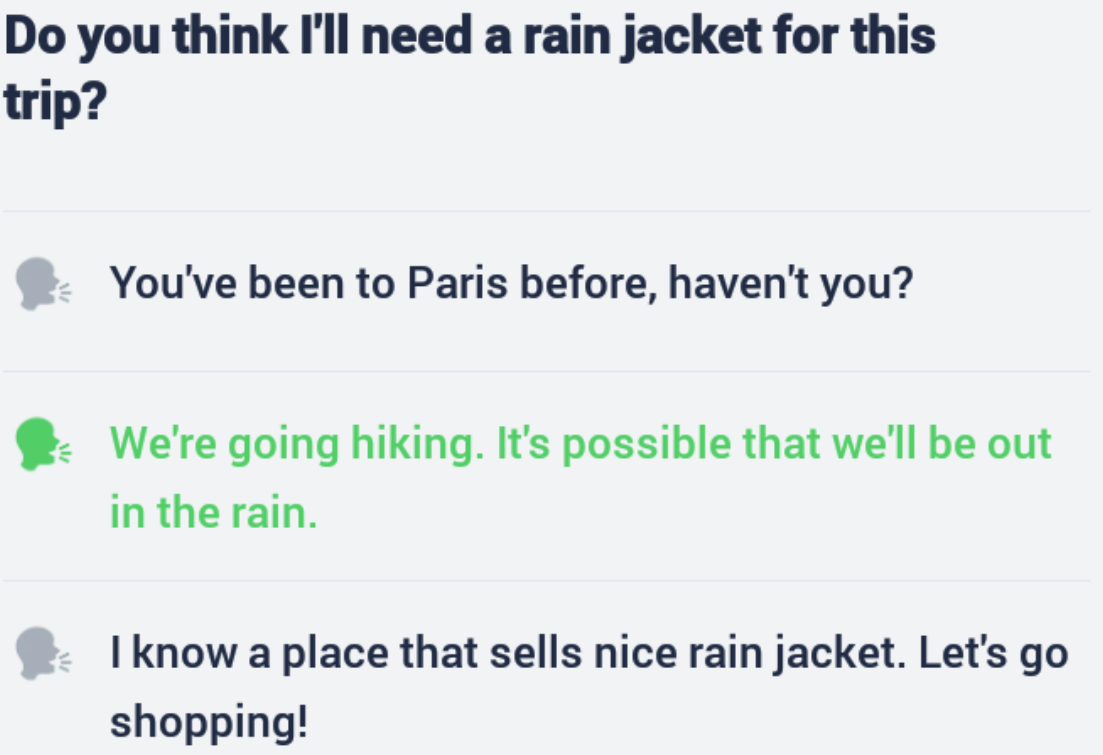 Do you think I'll need a rain jacket for this
trip?
You've been to Paris before, haven't you?
We're going hiking. It's possible that we'll be out
in the rain.
I know a place that sells nice rain jacket. Let's go
shopping!